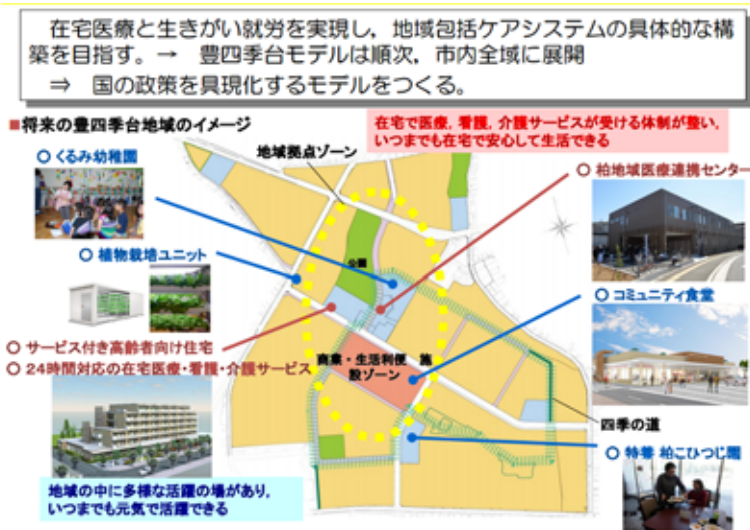 在宅医療と生きがい就労を実現し，地域包括ケアシステムの具体的な構
築を目指す。→　豊四季台モデルは順次，市内全域に展開
⇒　国の政策を具現化するモデルをつくる。
■将来の豊四季台地域のイメージ
在宅で医療，看護，介護サービスが受ける体制が整い，
いつまでも在宅で安心して生活できる
地域拠点ゾーン
○ くるみ幼稚園
○ 柏地域医療連携センター
○ 植物栽培ユニット
公園
○ コミュニティ食堂
○ サービス付き高齢者向け住宅
○ 24時間対応の在宅医療・看護・介護サービス
商業・生活利便　施
設ゾーン
四季の道
○ 特養 柏こひつじ園
地域の中に多様な活躍の場があり，
いつまでも元気で活躍できる